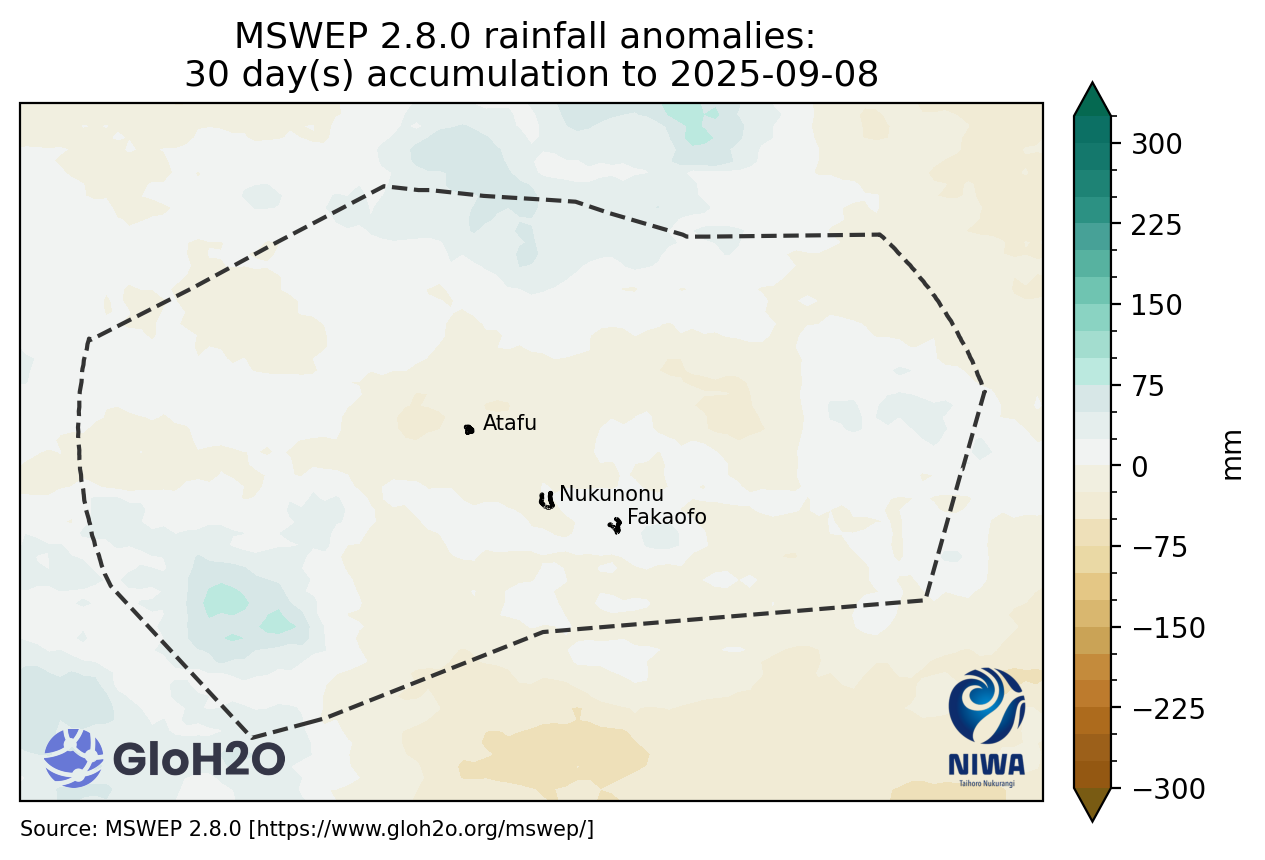 MSWEP 2.8.0 rainfall anomalies:
30 day(s) accumulation to 2025-09-08
300
225
150
75
0
−75
−150
−225
−300
mm
Atafu
Nukunonu
Fakaofo
GloH2O
NIWA
Taihoro Nukurangi
Source: MSWEP 2.8.0 [https://www.gloh2o.org/mswep/]